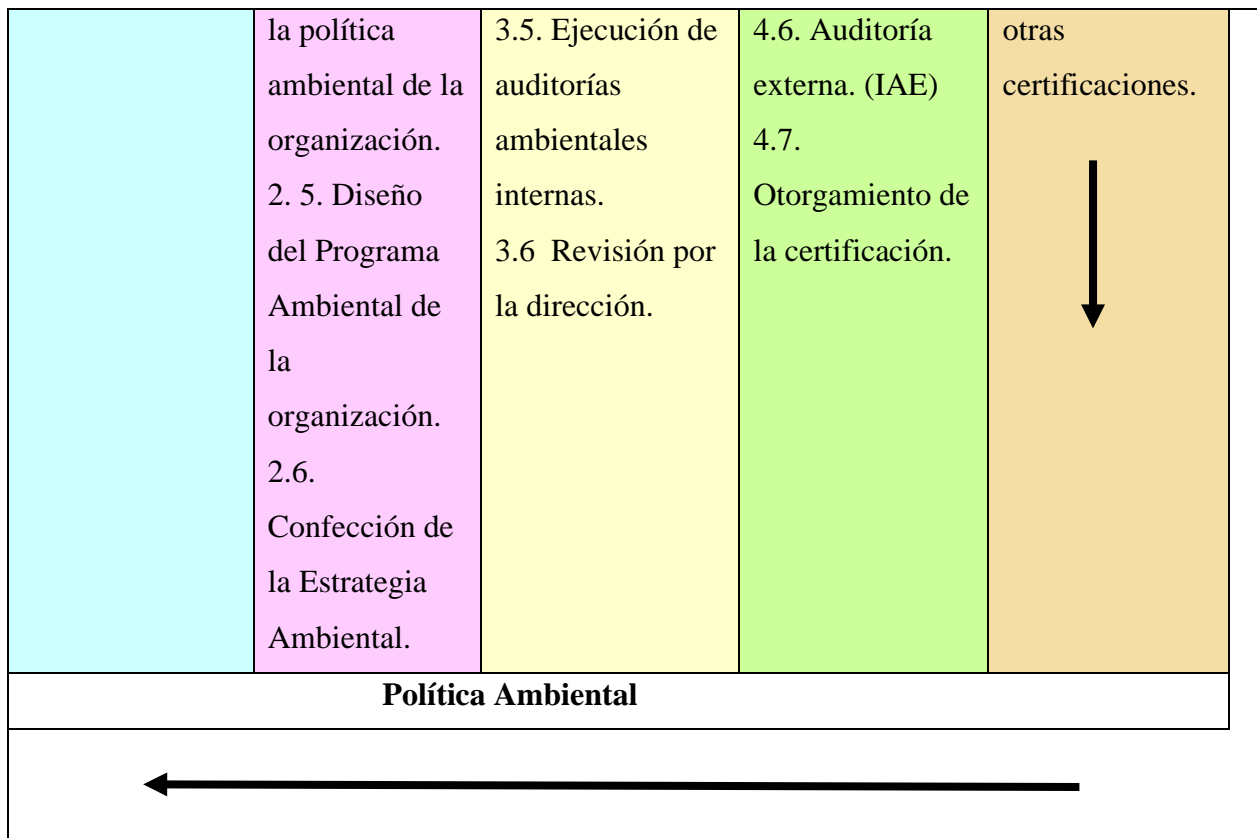 la política
ambiental de la
organización.
2. 5. Diseño
del Programa
Ambiental de
la
organización.
2.6.
Confección de
la Estrategia
Ambiental.
3.5. Ejecución de
auditorías
ambientales
internas.
3.6  Revisión por
la dirección.
4.6. Auditoría
externa. (IAE)
4.7.
Otorgamiento de
la certificación.
otras
certificaciones.
Política Ambiental